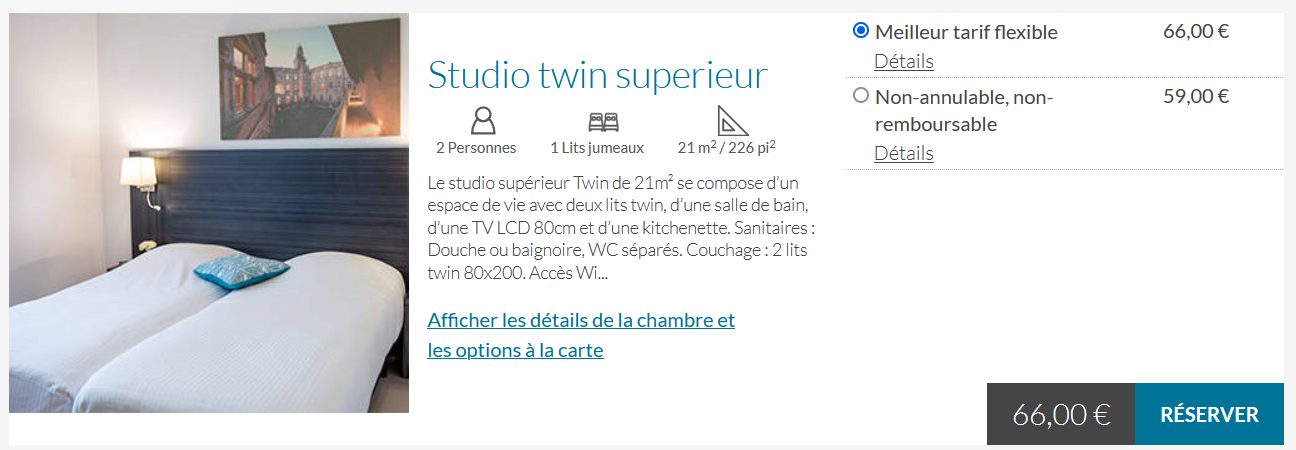 Studio twin superieur
2 Personnes
1 Lits jumeaux
21 m² / 226 pi²
Le studio supérieur Twin de 21m² se compose d’un
espace de vie avec deux lits twin, d’une salle de bain,
d’une TV LCD 80cm et d’une kitchenette. Sanitaires :
Douche ou baignoire, WC séparés. Couchage : 2 lits
twin 80x200. Accès Wi...
Afficher les détails de la chambre et
les options à la carte
Meilleur tarif flexible 66,00 €
Détails
Non-annulable, non- 59,00 €
remboursable
Détails
66,00 € RÉSERVER